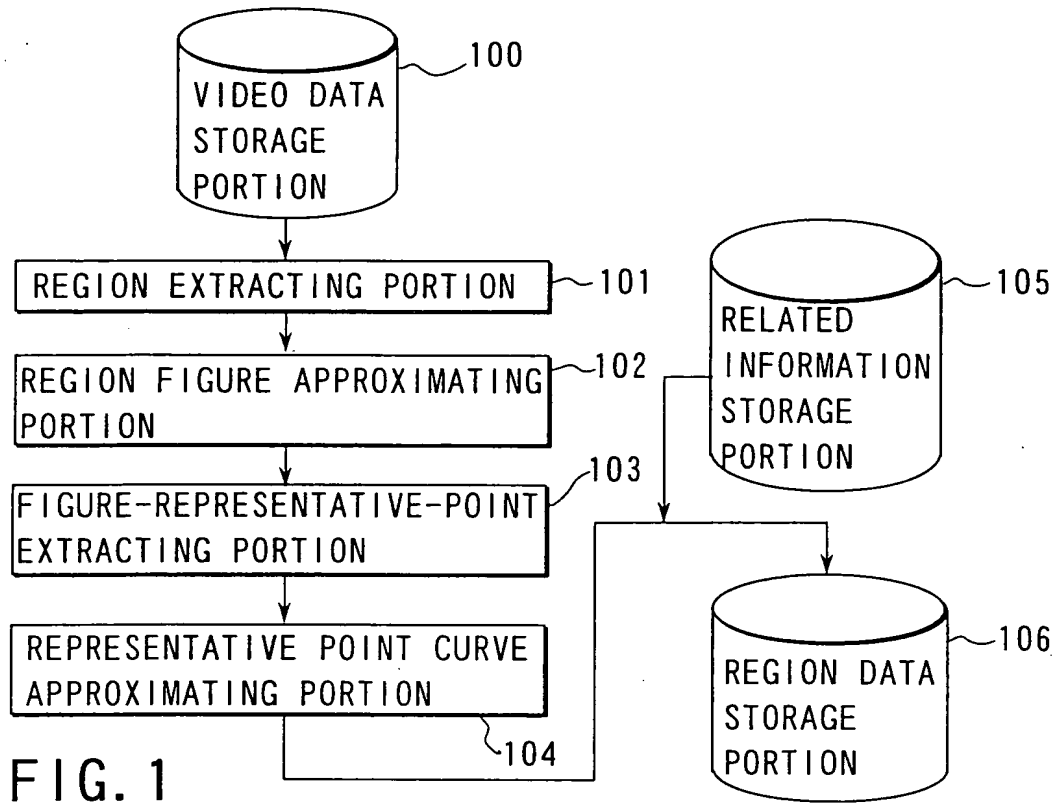 100
VIDEO DATA
STORAGE
PORTION
REGION EXTRACTING PORTION
101
REGION FIGURE APPROXIMATING
PORTION
102
FIGURE-REPRESENTATIVE-POINT
EXTRACTING PORTION
103
REPRESENTATIVE POINT CURVE
APPROXIMATING PORTION
104
105
RELATED
INFORMATION
STORAGE
PORTION
106
REGION DATA
STORAGE
PORTION
FIG. 1